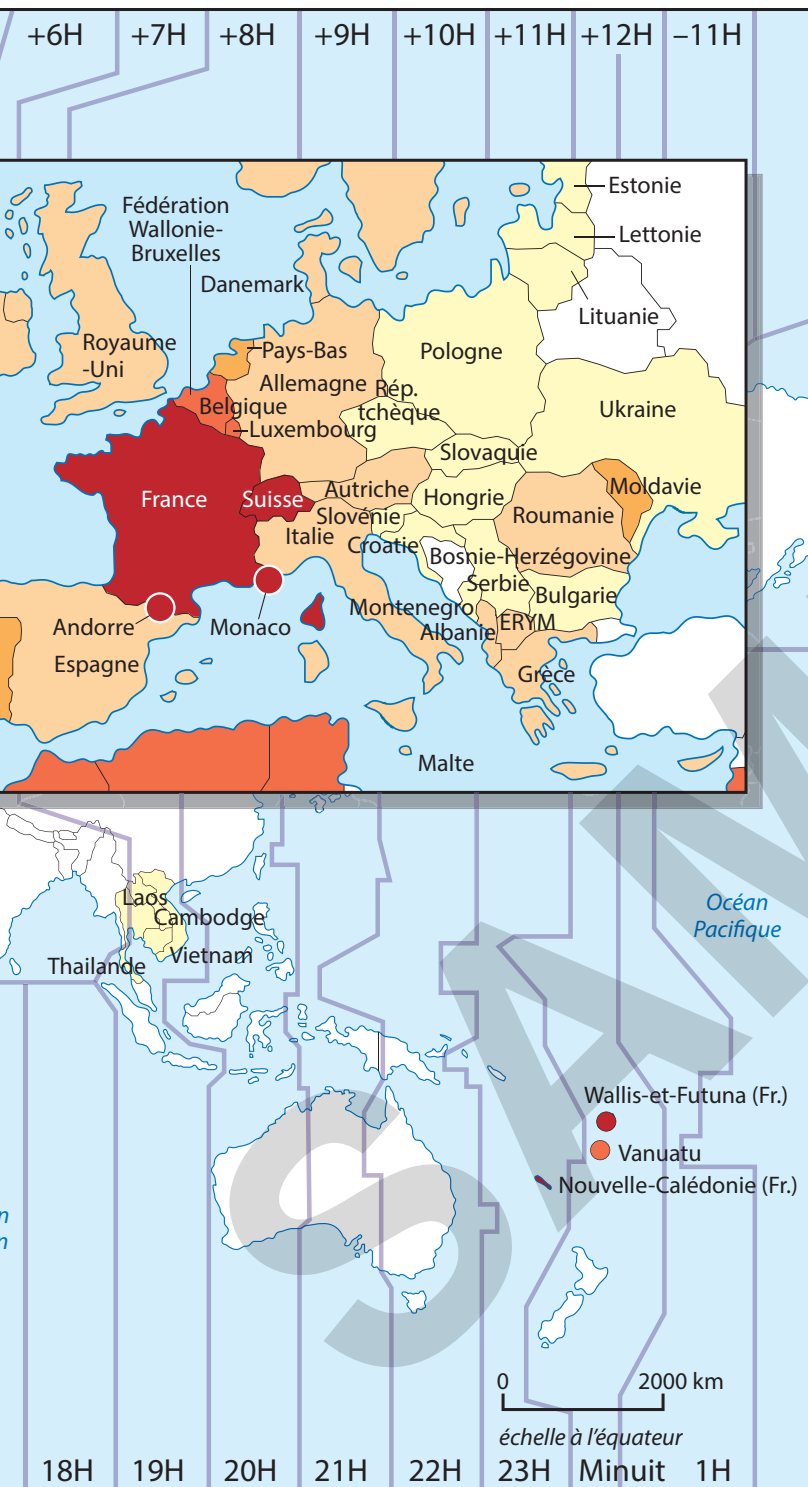 +6H +7H +8H +9H +10H +11H +12H –11H
Estonie
Fédération
Wallonie-
Bruxelles
Lettonie
Danemark
Lituanie
Royaume
-Uni
Pays-Bas
Pologne
Allemagne
Rép.
tchèque
Belgique
Ukraine
Luxembourg
Slovaquie
France
Suisse
Autriche
Hongrie
Moldavie
Slovénie
Roumanie
Italie
Croatie
Bosnie-Herzégovine
Serbie
Bulgarie
Montenegro
Andorre
Monaco
Albanie
ERYM
Espagne
Grèce
Malte
Laos
Cambodge
Vietnam
Thailande
Océan
Pacifique
Wallis-et-Futuna (Fr.)
Vanuatu
Nouvelle-Calédonie (Fr.)
n
n
0 2000 km
échelle à l'équateur
18H 19H 20H 21H 22H 23H Minuit 1H
SAM